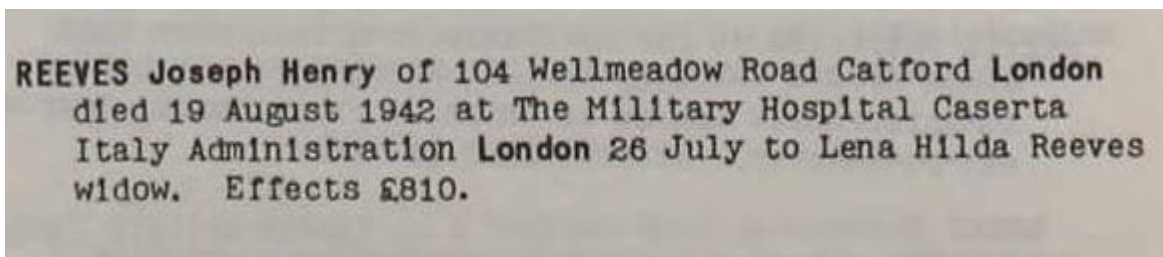 REEVES Joseph Henry of 104 Wellmeadow Road Catford London
died 19 August 1942 at The Military Hospital Caserta
Italy Administration London 26 July to Lena Hilda Reeves
widow. Effects £810.